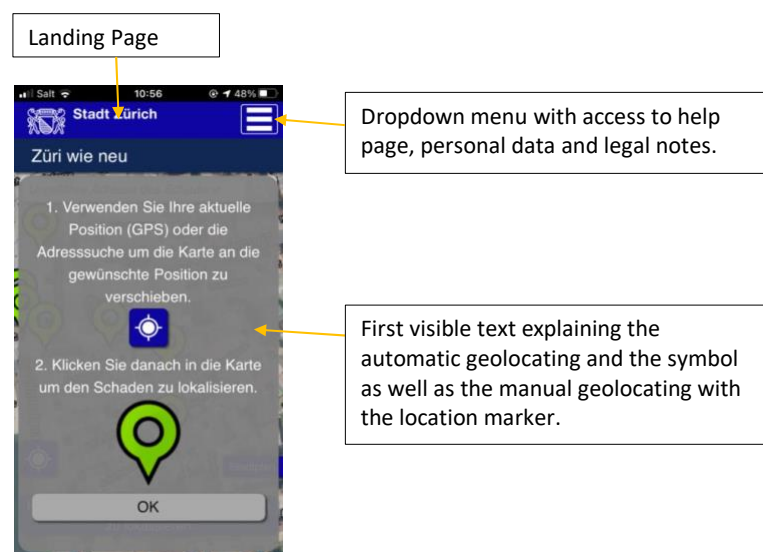 Landing Page
Salt 10:56 48%
Stadt Zürich
Züri wie neu
1. Verwenden Sie Ihre aktuelle
Position (GPS) oder die
Adresssuche um die Karte an die
gewünschte Position zu
verschieben.
2. Klicken Sie danach in die Karte
um den Schaden zu lokalisieren.
OK
Dropdown menu with access to help
page, personal data and legal notes.
First visible text explaining the
automatic geolocating and the symbol
as well as the manual geolocating with
the location marker.